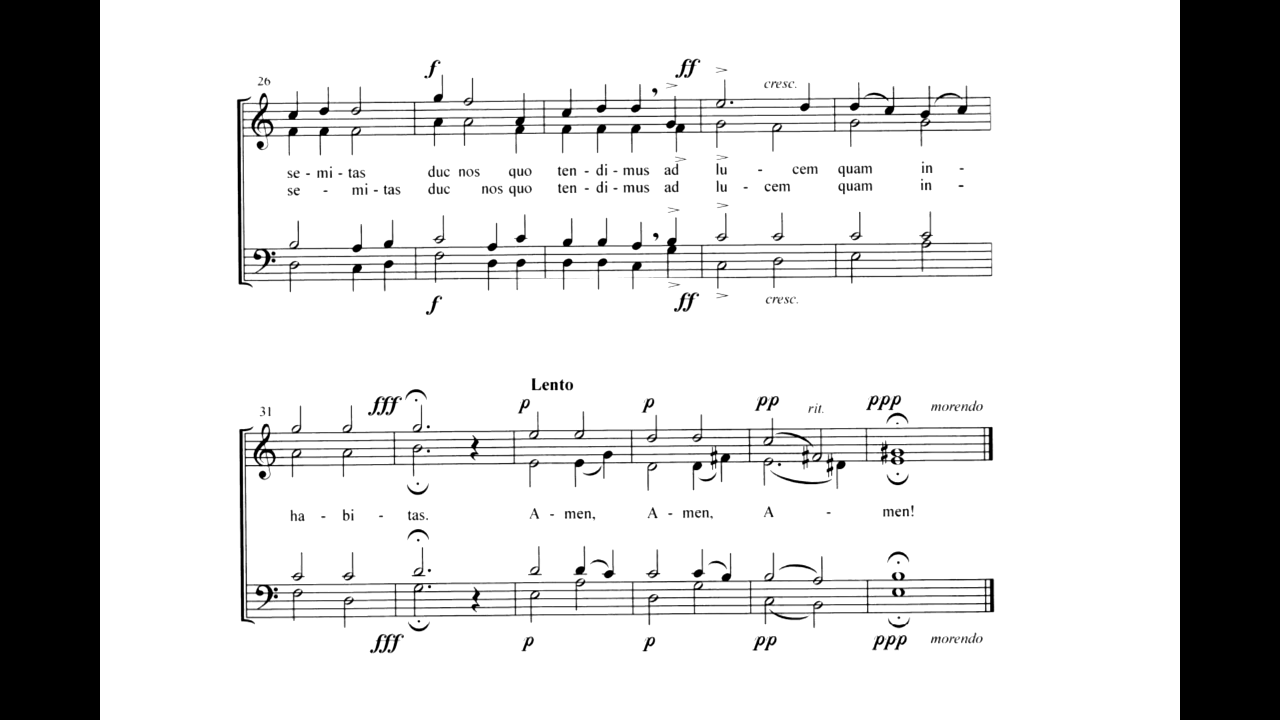 f ff
26 cresc.
se - mi - tas duc nos quo ten - di - mus ad lu - cem quam in -
se - mi - tas duc nos quo ten - di - mus ad lu - cem quam in -
f ff cresc.
Lento
31 fff p p pp rit. ppp morendo
ha - bi - tas. A - men, A - men, A - men!
fff p p pp ppp morendo